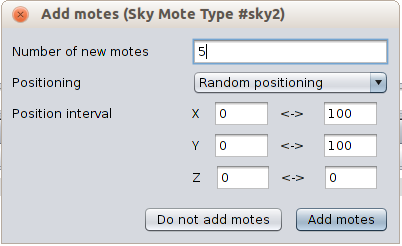 Add motes (Sky Mote Type #sky2)
Number of new motes 5
Positioning Random positioning
Position interval X 0 <-> 100
Y 0 <-> 100
Z 0 <-> 0
Do not add motes Add motes